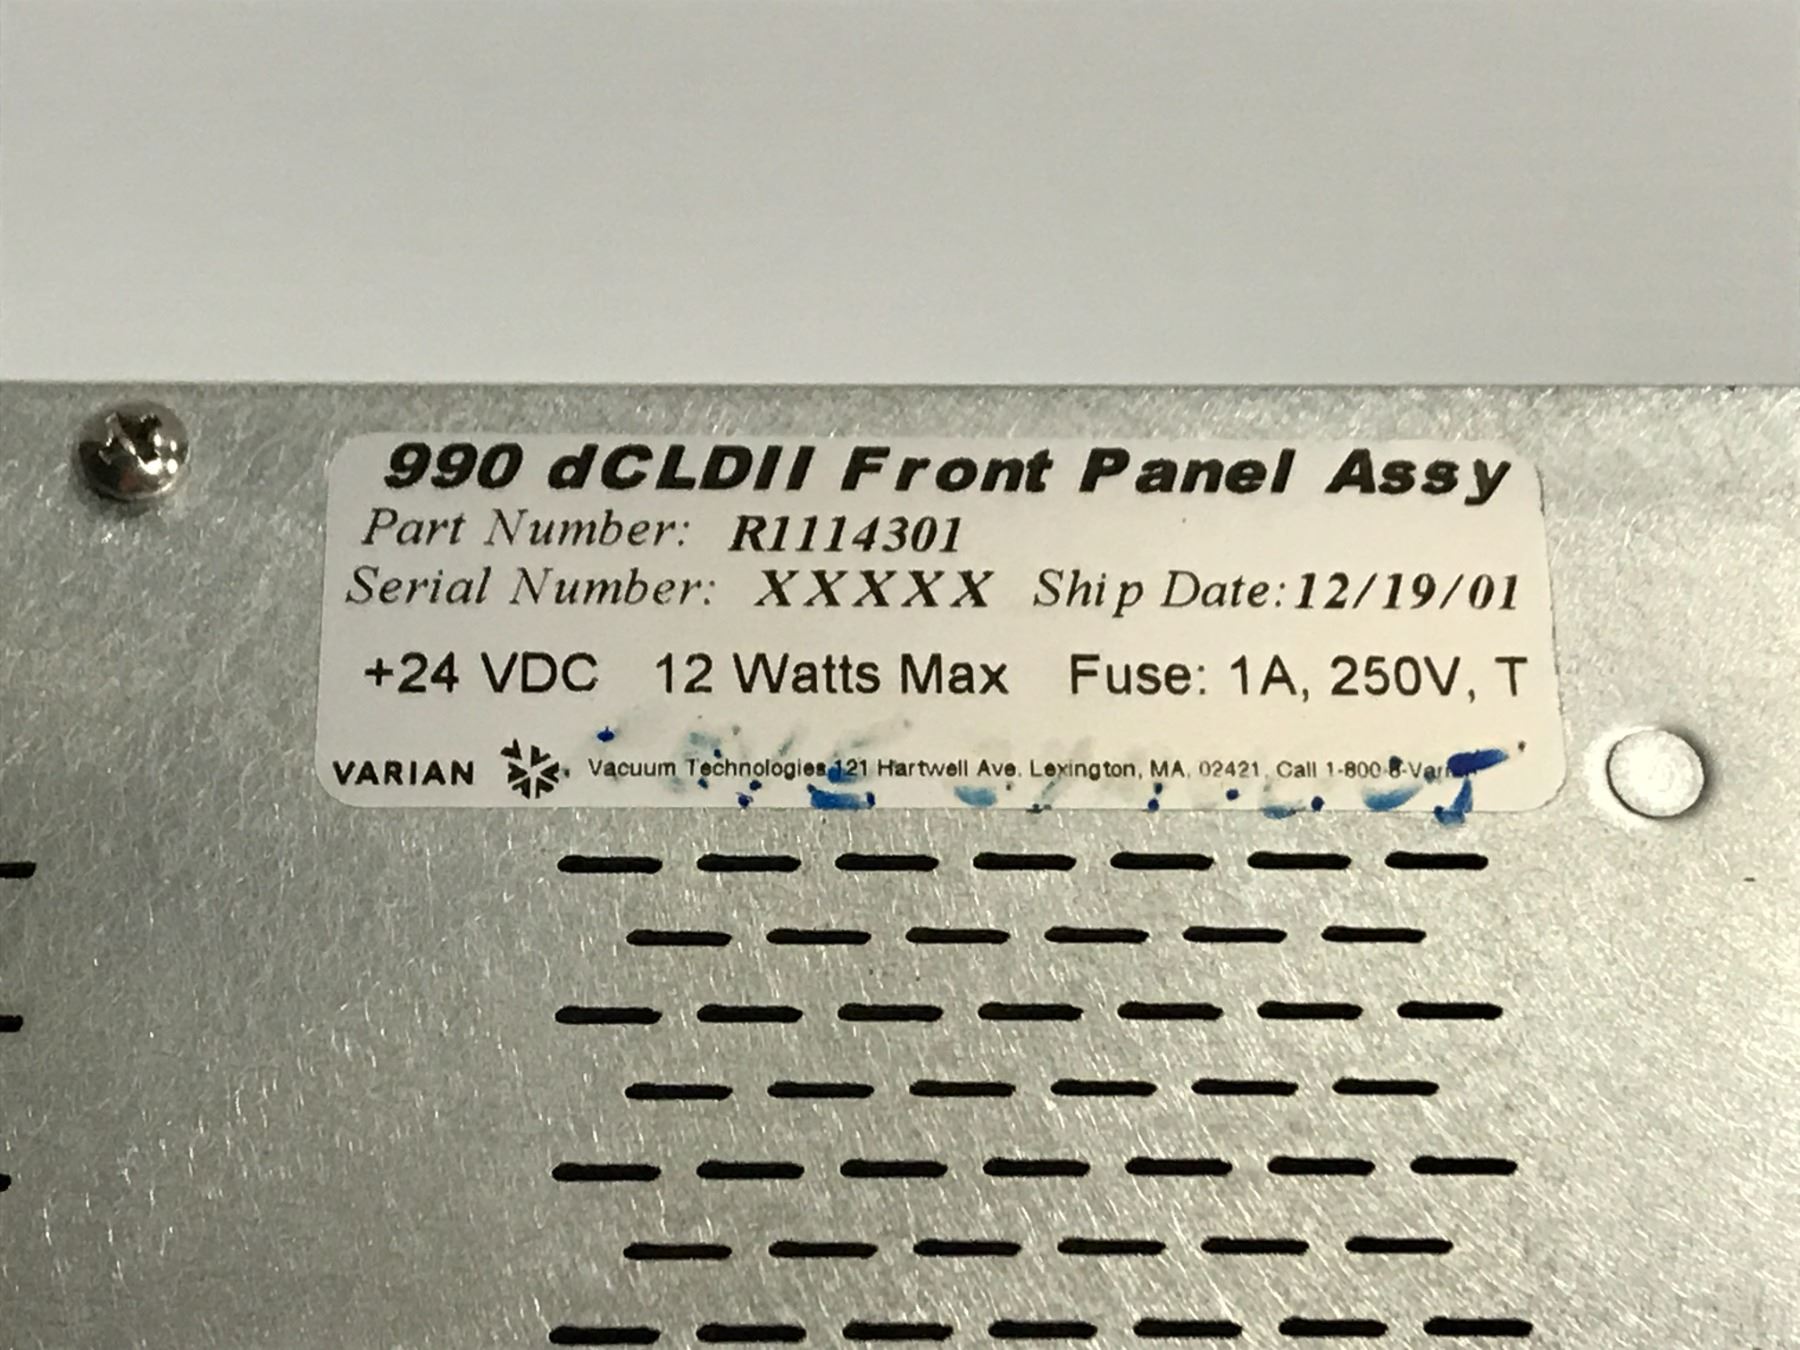 990 dCLDII Front Panel Assy
Part Number: R1114301
Serial Number: XXXXX Ship Date:12/19/01
+24 VDC 12 Watts Max Fuse: 1A, 250V, T
VARIAN Vacuum Technologies 121 Hartwell Ave. Lexington, MA, 02421, Call 1-800-8-Varian